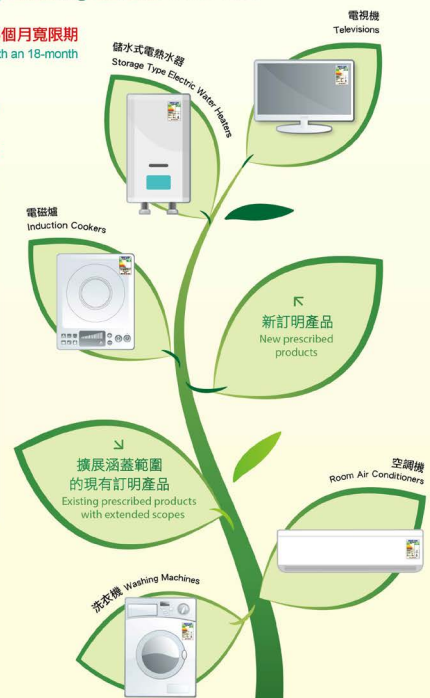 個月寬限期
th an 18-month
電視機
Televisions
儲水式電熱水器
Storage Type Electric Water Heaters
電磁爐
Induction Cookers
新訂明產品
New prescribed
products
擴展涵蓋範圍
的現有訂明產品
Existing prescribed products
with extended scopes
空調機
Room Air Conditioners
洗衣機 Washing Machines